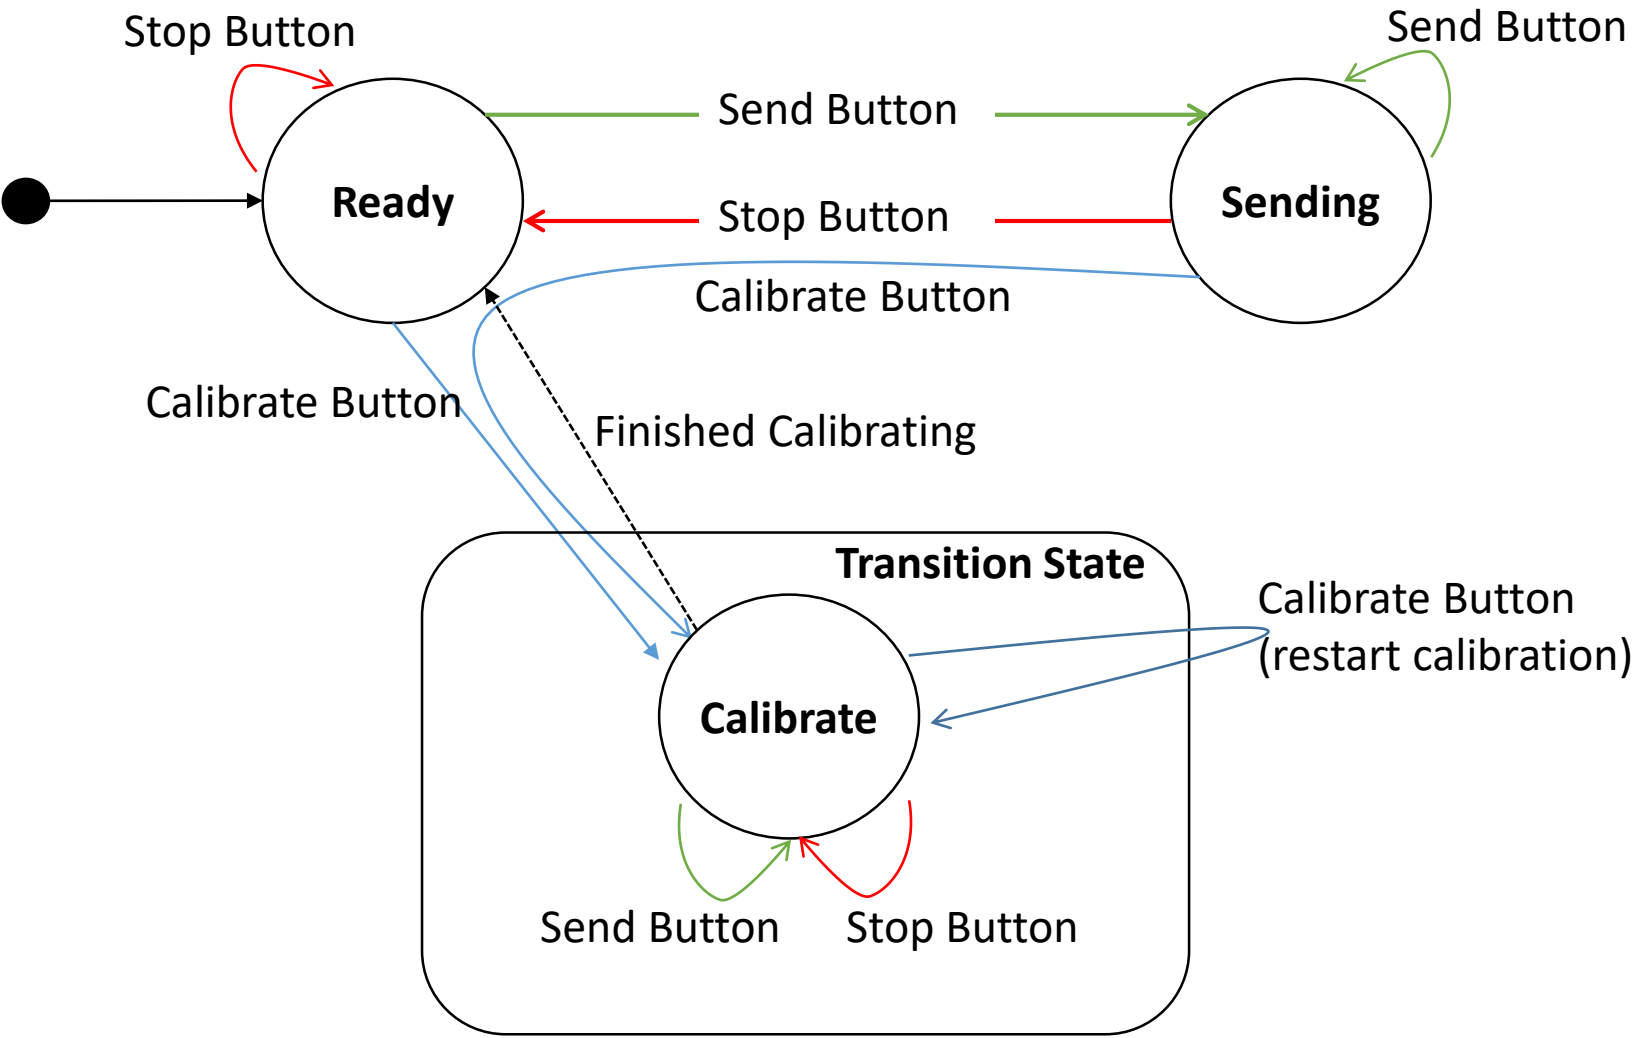 Stop Button
Send Button
Send Button
Ready
Sending
Stop Button
Calibrate Button
Calibrate Button
Finished Calibrating
Transition State
Calibrate Button
(restart calibration)
Calibrate
Send Button
Stop Button